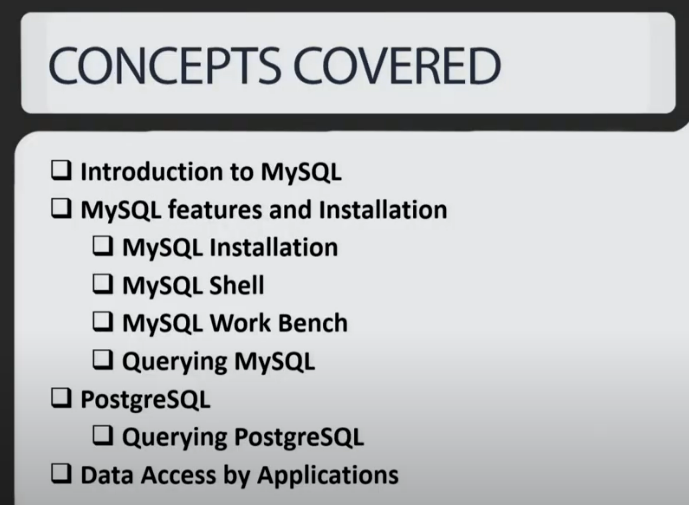 CONCEPTS COVERED
Introduction to MySQL
MySQL features and Installation
MySQL Installation
MySQL Shell
MySQL Work Bench
Querying MySQL
PostgreSQL
Querying PostgreSQL
Data Access by Applications